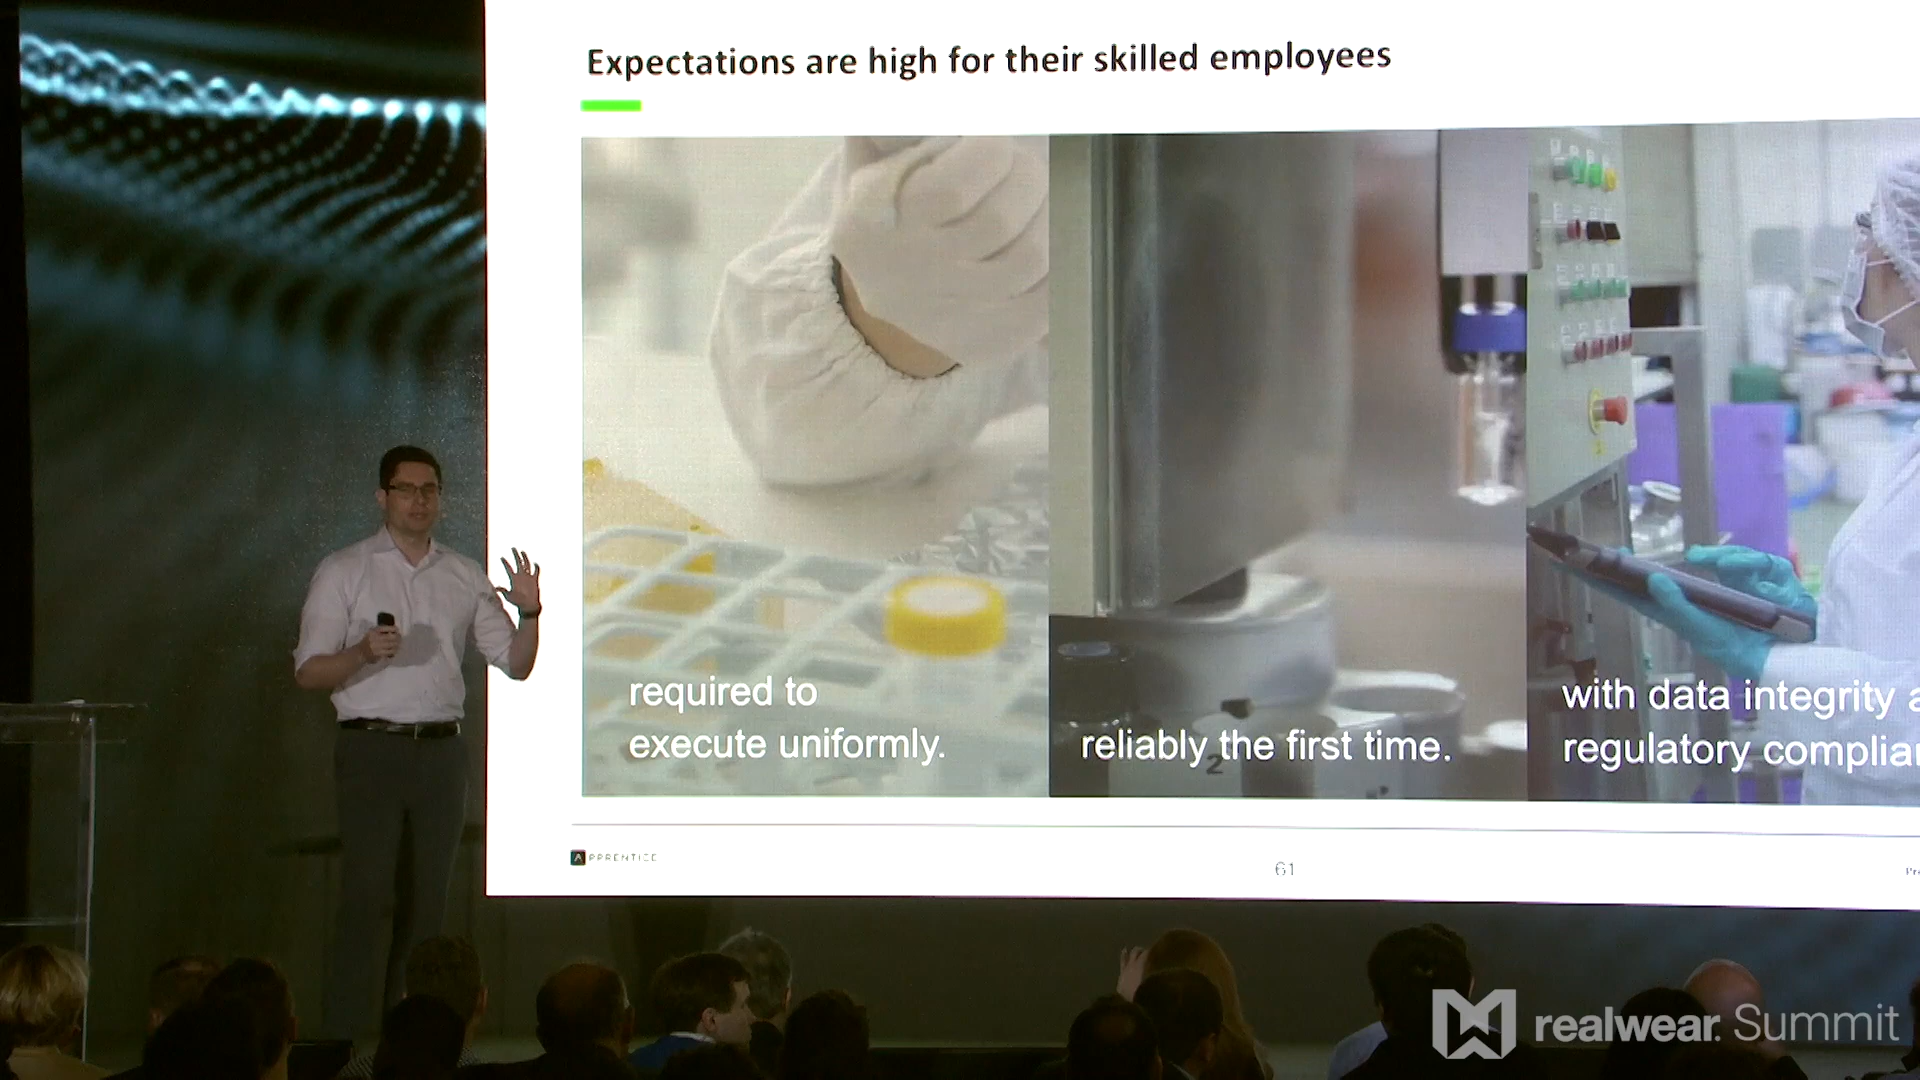 Expectations are high for their skilled employees
required to
execute uniformly.
reliably the first time.
2
with data integrity
regulatory
APPRENTICE
61
realwear. Summit